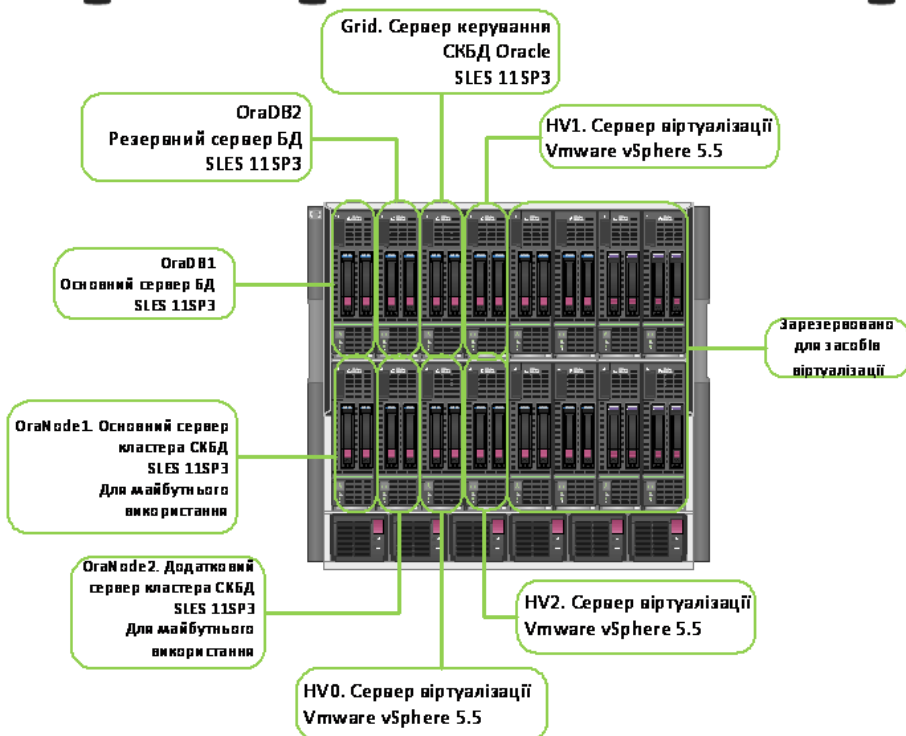 Grid. Сервер керування
СКБД Oracle
SLES 11SP3
OraDB2
Резервний сервер БД
SLES 11SP3
HV1. Сервер віртуалізації
Vmware vSphere 5.5
OraDB1
Основний сервер БД
SLES 11SP3
Зарезервовано
для засобів
віртуалізації
OraNode1. Основний сервер
кластера СКБД
SLES 11SP3
Для майбутнього
використання
OraNode2. Додатковий
сервер кластера СКБД
SLES 11SP3
Для майбутнього
використання
HV2. Сервер віртуалізації
Vmware vSphere 5.5
HV0. Сервер віртуалізації
Vmware vSphere 5.5